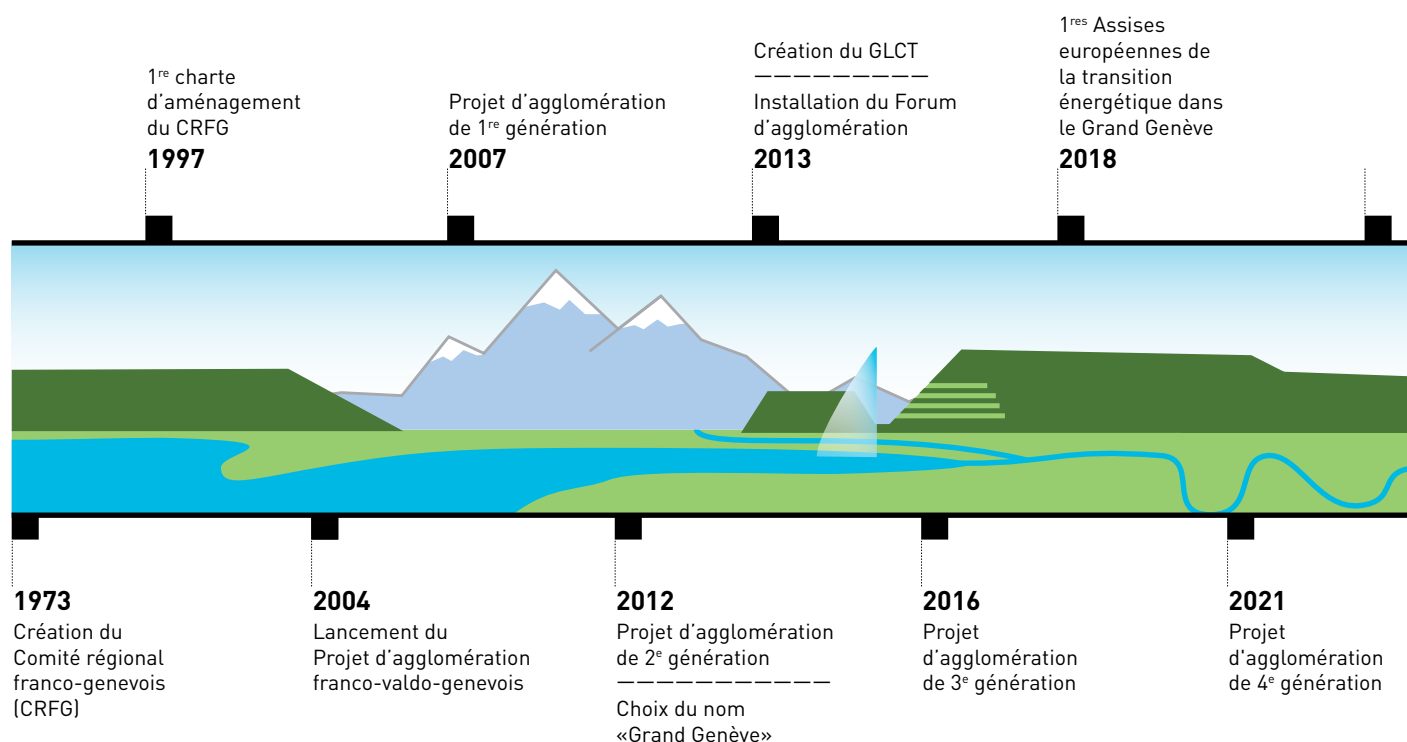 1re charte
d’aménagement
du CRFG
1997
Projet d’agglomération
de 1re génération
2007
Création du GLCT
—————————
Installation du Forum
d’agglomération
2013
1res Assises
européennes de
la transition
énergétique dans
le Grand Genève
2018
1973
Création du
Comité régional
franco-genevois
(CRFG)
2004
Lancement du
Projet d’agglomération
franco-valdo-genevois
2012
Projet d’agglomération
de 2e génération
———————————
Choix du nom
«Grand Genève»
2016
Projet
d’agglomération
de 3e génération
2021
Projet
d'agglomération
de 4e génération